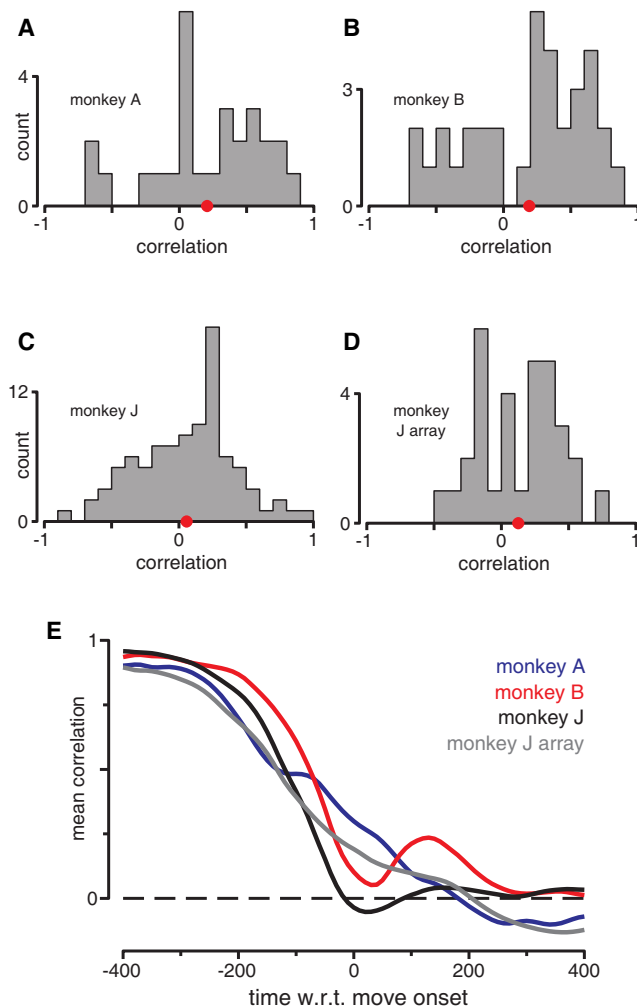 A
B
monkey A
monkey B
count
4
0
3
0
-1
0
1
-1
0
1
correlation
correlation
C
D
monkey J
monkey
J array
count
12
0
4
0
-1
0
1
-1
0
1
correlation
correlation
E
1
0
mean correlation
monkey A
monkey B
monkey J
monkey J array
-400
-200
0
200
400
time w.r.t. move onset